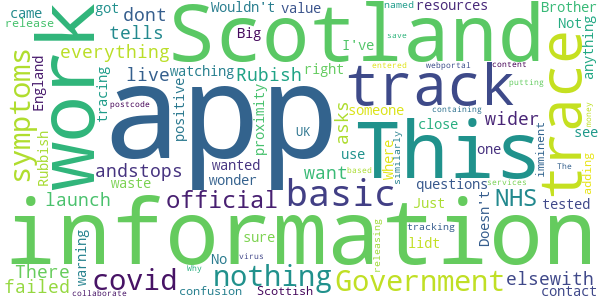 came got dont Wouldn't value resources named Brother
release tells Big I've Not
symptoms everything Scotland anything
England live watching Rubish right save webportal content
work tracing positive proximity track entered putting trace
postcode app UK asks someone containing wider
Rubbish andstops wanted close This one see
waste wonder want use Where similarly imminent adding money
launch official basic questions NHS The tested
There warning sure Just Doesn't based services
information
failed covid No nothing lidt tracking releasing Government elsewith
confusion Scottish Why virus contact
collaborate